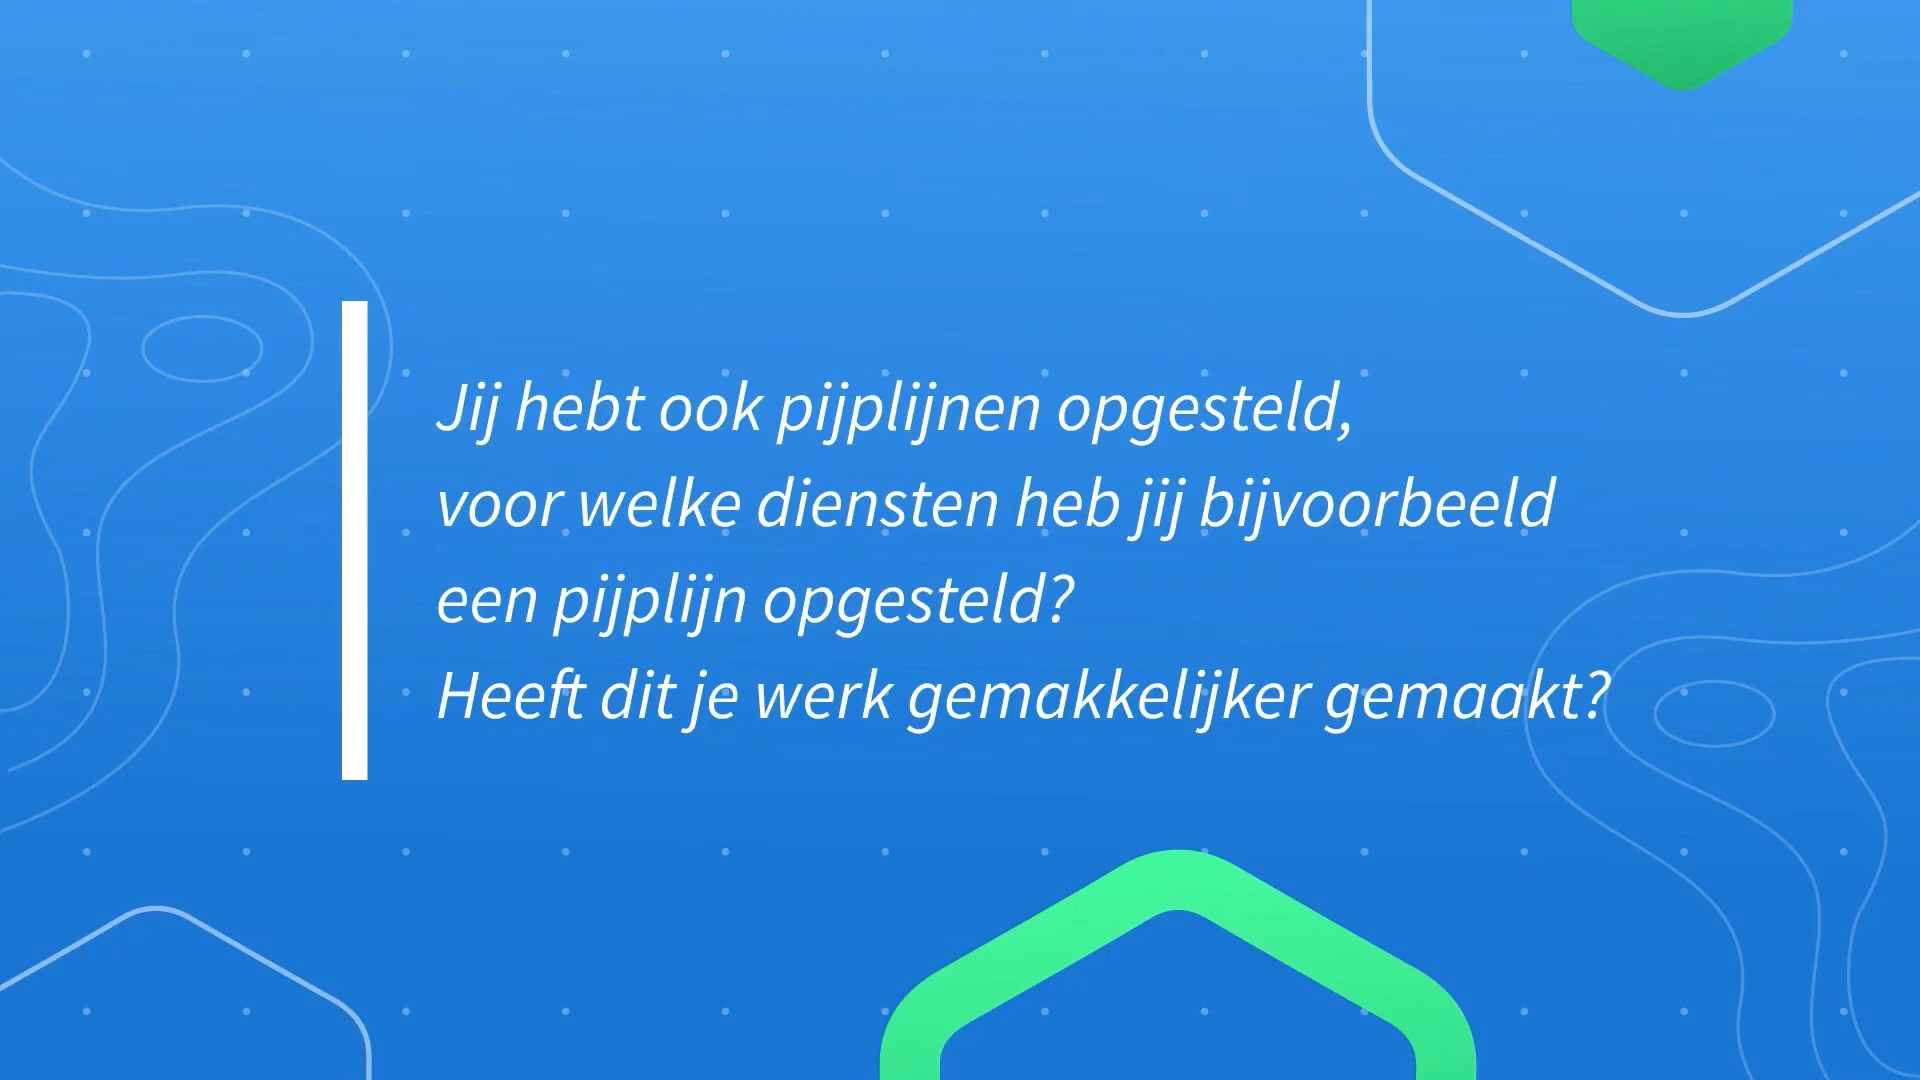 Jij hebt ook pijplijnen opgesteld,
voor welke diensten heb jij bijvoorbeeld
een pijplijn opgesteld?
Heeft dit je werk gemakkelijker gemaakt?